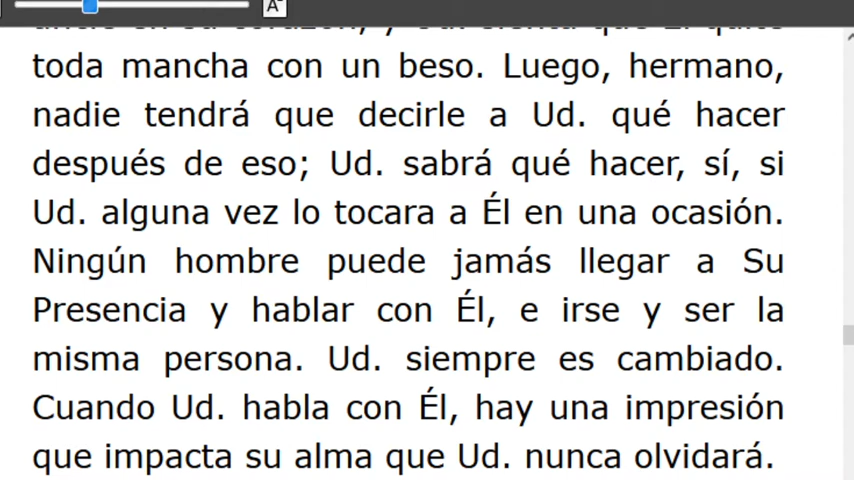 A
toda mancha con un beso. Luego, hermano,
nadie tendrá que decirle a Ud. qué hacer
después de eso; Ud. sabrá qué hacer, sí, si
Ud. alguna vez lo tocara a Él en una ocasión.
Ningún hombre puede jamás llegar a Su
Presencia y hablar con Él, e irse y ser la
misma persona. Ud. siempre es cambiado.
Cuando Ud. habla con Él, hay una impresión
que impacta su alma que Ud. nunca olvidará.